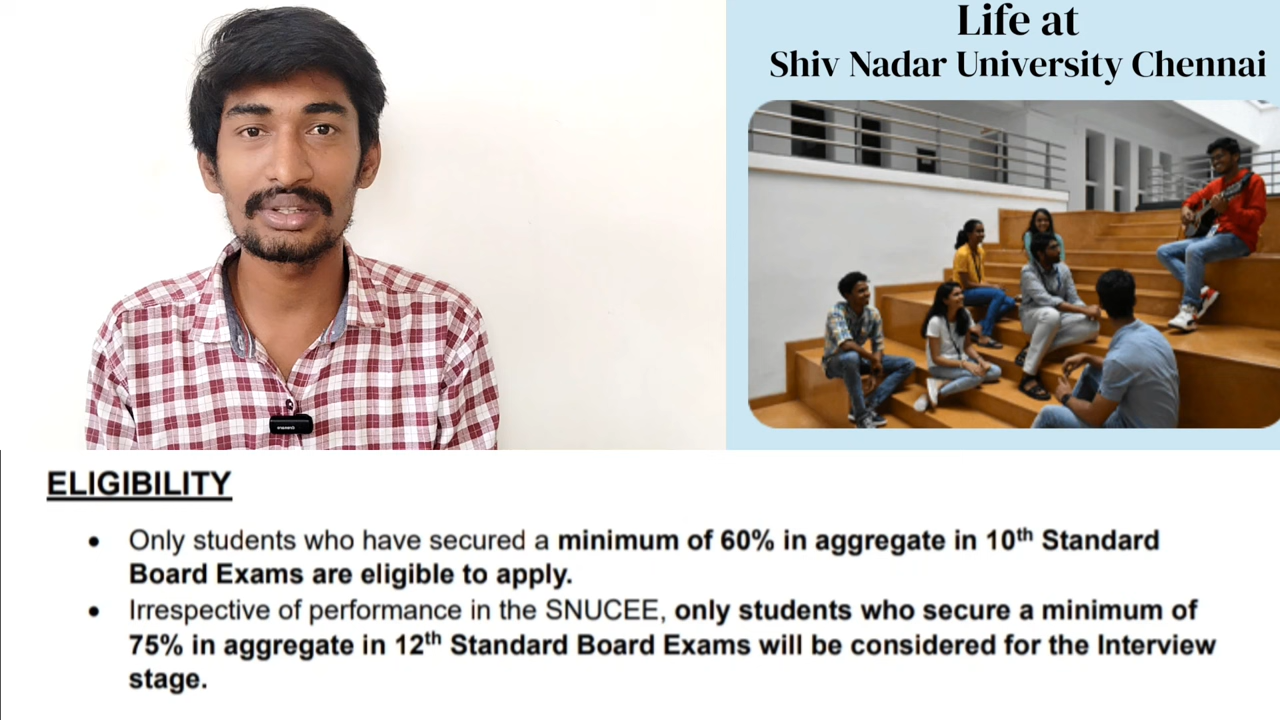 Life at
Shiv Nadar University Chennai
ELIGIBILITY
• Only students who have secured a minimum of 60% in aggregate in 10th Standard
Board Exams are eligible to apply.
• Irrespective of performance in the SNUCEE, only students who secure a minimum of
75% in aggregate in 12th Standard Board Exams will be considered for the Interview
stage.